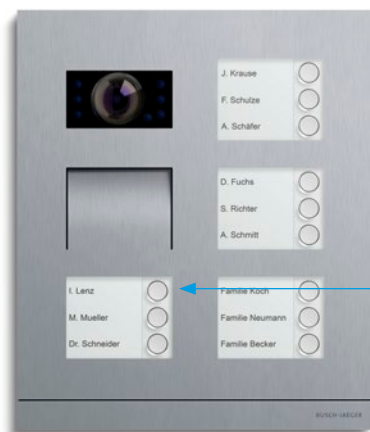 J. Krause
F. Schulze
A. Schäfer
D. Fuchs
S. Richter
A. Schmitt
I. Lenz
M. Mueller
Dr. Schneider
Familie Koch
Familie Neumann
Familie Becker
BUSCH-JAEGER